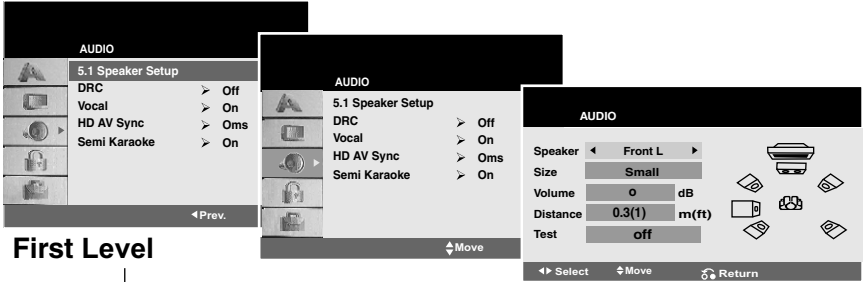 AUDIO
5.1 Speaker Setup
DRC ➢ Off
Vocal ➢ On
HD AV Sync ➢ Oms
Semi Karaoke ➢ On
◀Prev.
First Level
AUDIO
5.1 Speaker Setup
DRC ➢ Off
Vocal ➢ On
HD AV Sync ➢ Oms
Semi Karaoke ➢ On
Move
AUDIO
Speaker ◀ Front L ▶
Size Small
Volume o dB
Distance 0.3(1) m(ft)
Test off
◀▶ Select Move Return